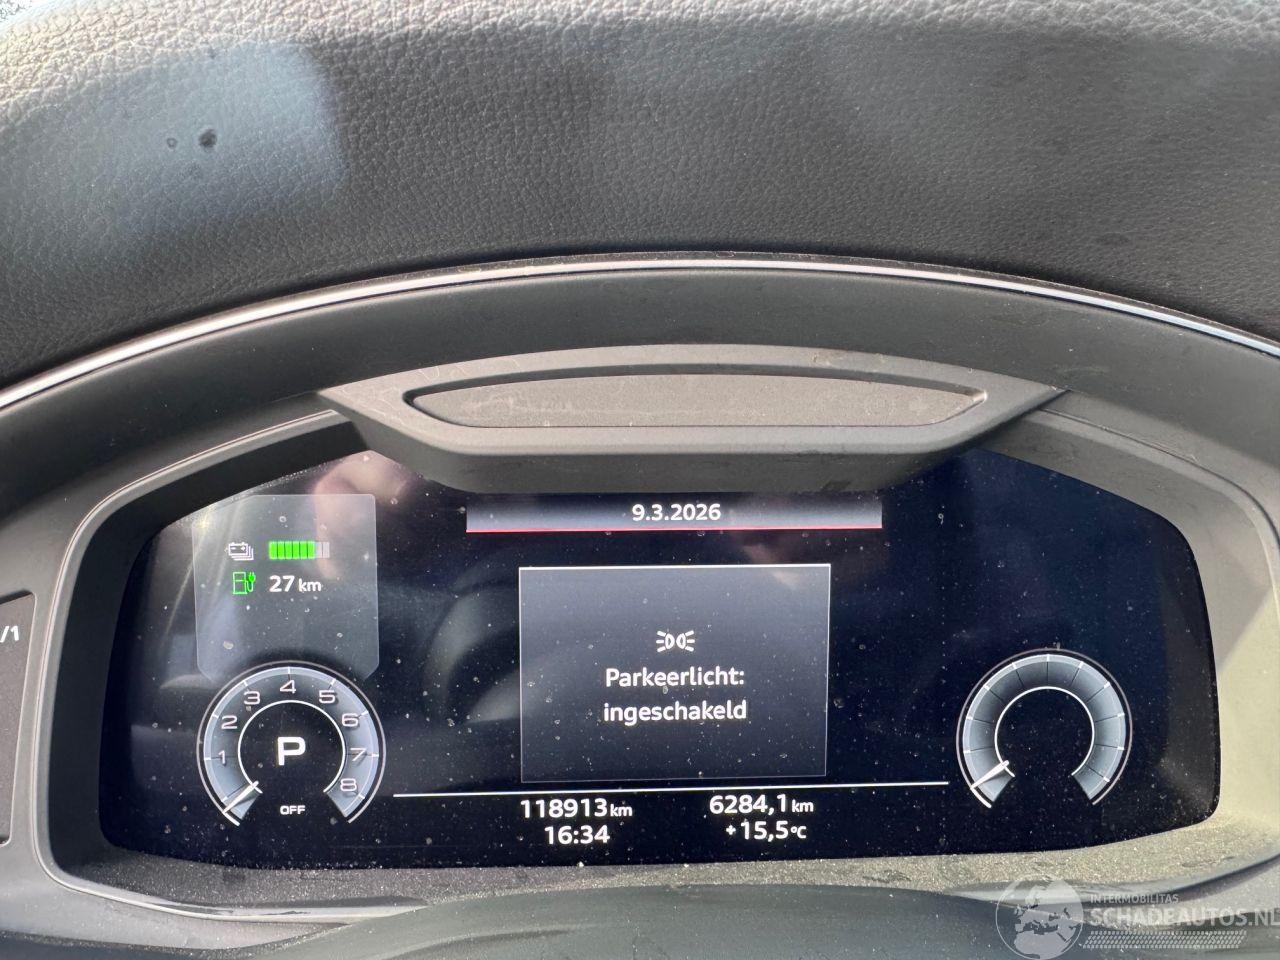 9.3.2026
27 km
/1
Parkeerlicht:
ingeschakeld
1 2 3 4 5 6 7 8
P
OFF
118913 km
6284,1 km
16:34
+15,5°C
INTERMOBILITAS
SCHADEAUTOS.NL